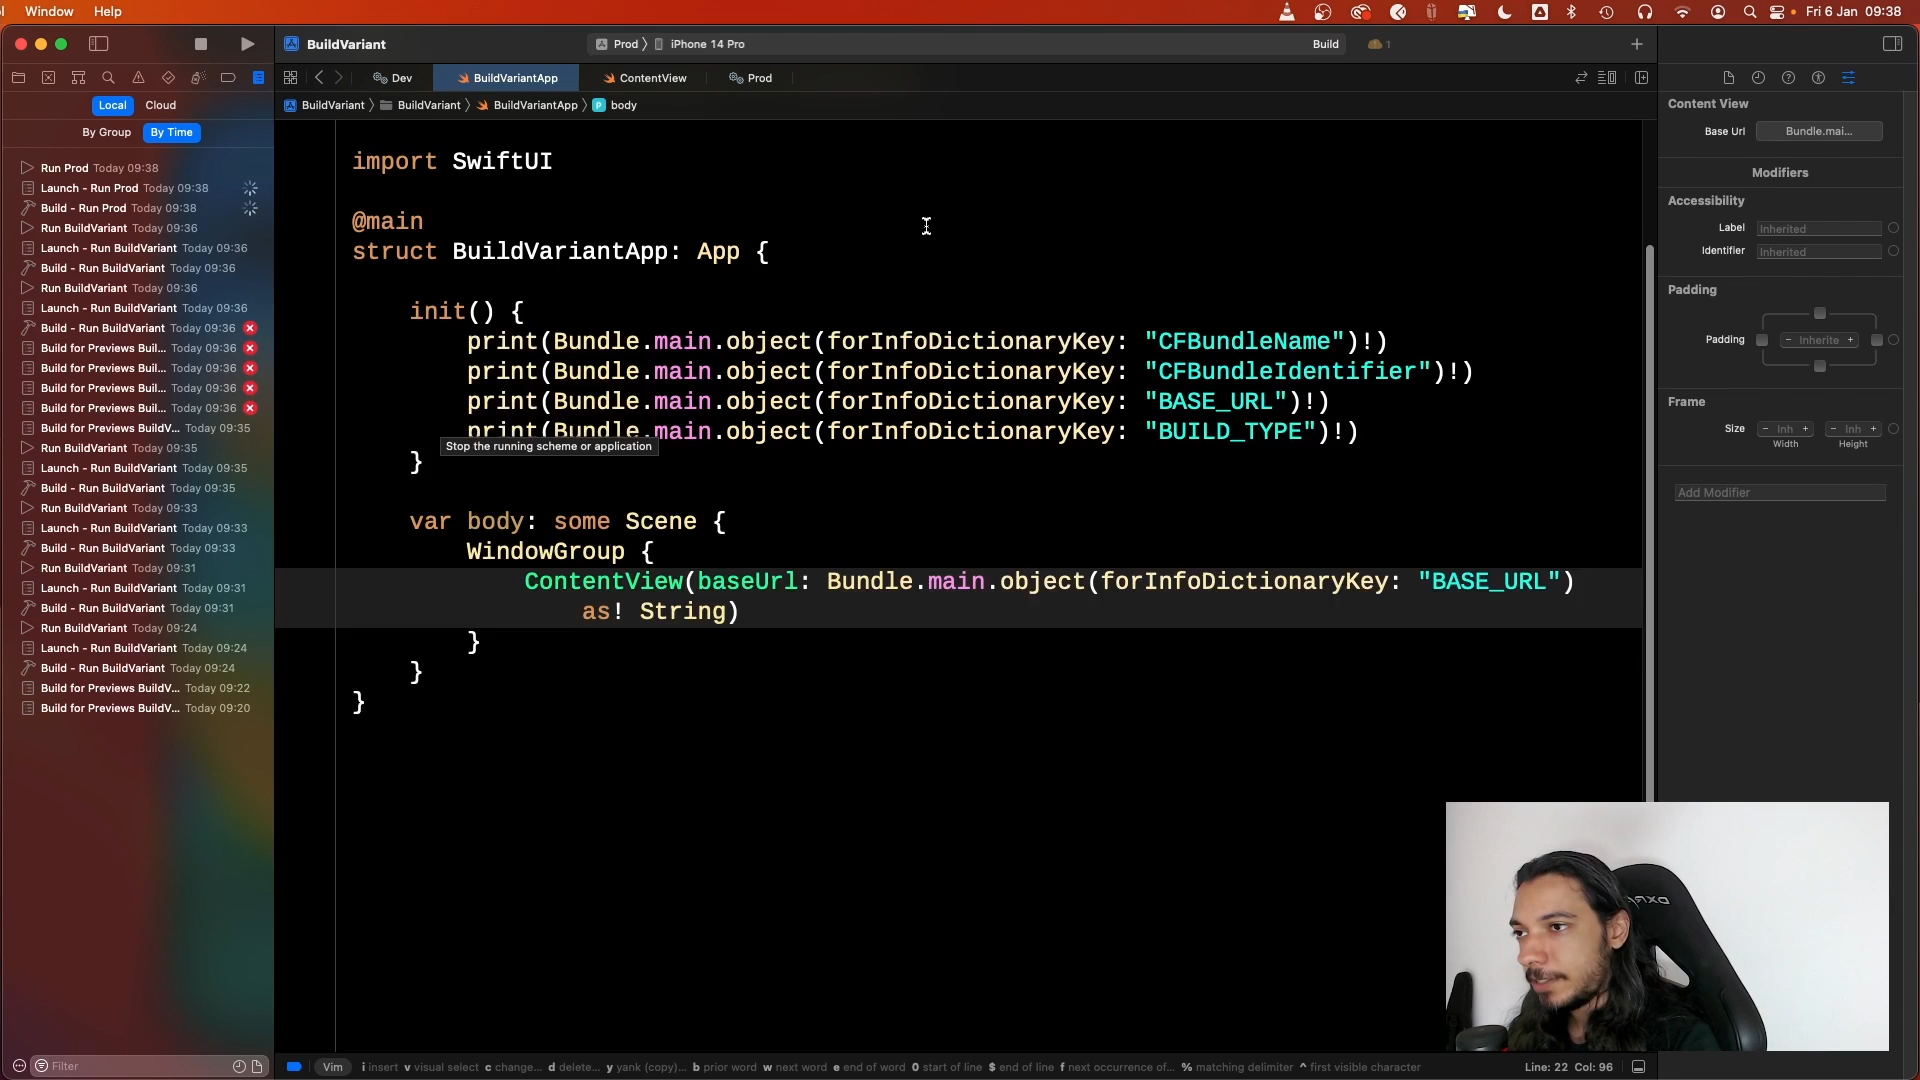 Window Help
Fri 6 Jan 09:38
BuildVariant
Prod
iPhone 14 Pro
Build
1
Dev
BuildVariantApp
ContentView
Prod
Local Cloud
By Group By Time
BuildVariant BuildVariant BuildVariantApp body
Run Prod Today 09:38
Launch - Run Prod Today 09:38
Build - Run Prod Today 09:38
Run BuildVariant Today 09:36
Launch - Run BuildVariant Today 09:36
Build - Run BuildVariant Today 09:36
Run BuildVariant Today 09:36
Launch - Run BuildVariant Today 09:36
Build - Run BuildVariant Today 09:36
Build for Previews Buil... Today 09:36
Build for Previews Buil... Today 09:36
Build for Previews Buil... Today 09:36
Build for Previews Buil... Today 09:36
Build for Previews BuildV... Today 09:35
Run BuildVariant Today 09:35
Launch - Run BuildVariant Today 09:35
Build - Run BuildVariant Today 09:35
Run BuildVariant Today 09:33
Launch - Run BuildVariant Today 09:33
Build - Run BuildVariant Today 09:33
Run BuildVariant Today 09:31
Launch - Run BuildVariant Today 09:31
Build - Run BuildVariant Today 09:31
Run BuildVariant Today 09:24
Launch - Run BuildVariant Today 09:24
Build - Run BuildVariant Today 09:24
Build for Previews BuildV... Today 09:22
Build for Previews BuildV... Today 09:20
Filter
import SwiftUI
@main
struct BuildVariantApp: App {
init() {
print(Bundle.main.object(forInfoDictionaryKey: "CFBundleName")!)
print(Bundle.main.object(forInfoDictionaryKey: "CFBundleIdentifier")!)
print(Bundle.main.object(forInfoDictionaryKey: "BASE_URL")!)
print(Bundle.main.object(forInfoDictionaryKey: "BUILD_TYPE")!)
Stop the running scheme or application
}
var body: some Scene {
WindowGroup {
ContentView(baseUrl: Bundle.main.object(forInfoDictionaryKey: "BASE_URL")
as! String)
}
}
}
Content View
Base Url Bundle.mai...
Modifiers
Accessibility
Label Inherited
Identifier Inherited
Padding
Padding - Inherite +
Frame
Size - Inh + - Inh +
Width Height
Add Modifier
Vim i insert v visual select c change... d delete... y yank (copy)... b prior word w next word e end of word 0 start of line $ end of line f next occurrence of... % matching delimiter ^ first visible character
Line: 22 Col: 96